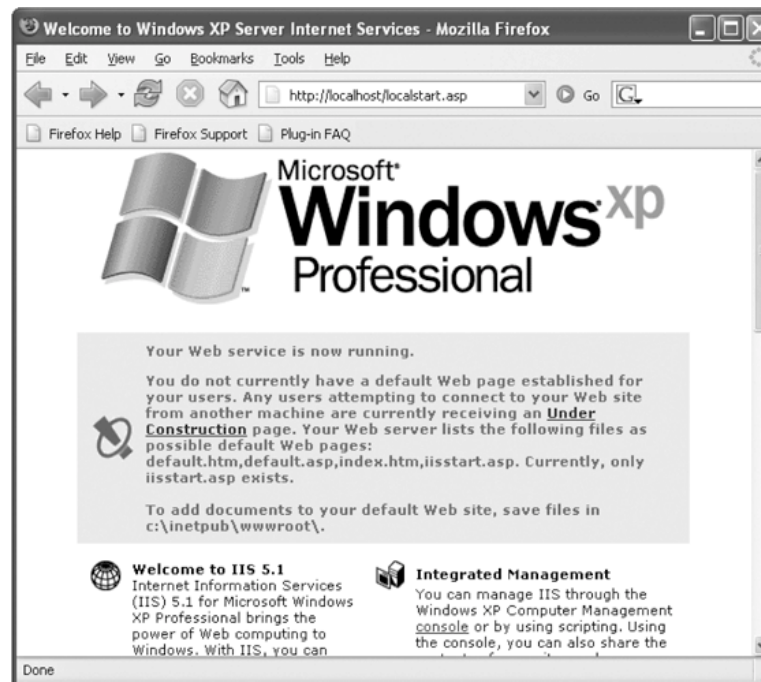 Welcome to Windows XP Server Internet Services - Mozilla Firefox
File Edit View Go Bookmarks Tools Help
http://localhost/localstart.asp Go G
Firefox Help Firefox Support Plug-in FAQ
Microsoft®
Windows xp
Professional
Your Web service is now running.
You do not currently have a default Web page established for
your users. Any users attempting to connect to your Web site
from another machine are currently receiving an Under
Construction page. Your Web server lists the following files as
possible default Web pages:
default.htm,default.asp,index.htm,iisstart.asp. Currently, only
iisstart.asp exists.
To add documents to your default Web site, save files in
c:\inetpub\wwwroot\.
Welcome to IIS 5.1
Internet Information Services
(IIS) 5.1 for Microsoft Windows
XP Professional brings the
power of Web computing to
Windows. With IIS, you can
Integrated Management
You can manage IIS through the
Windows XP Computer Management
console or by using scripting. Using
the console, you can also share the
Done